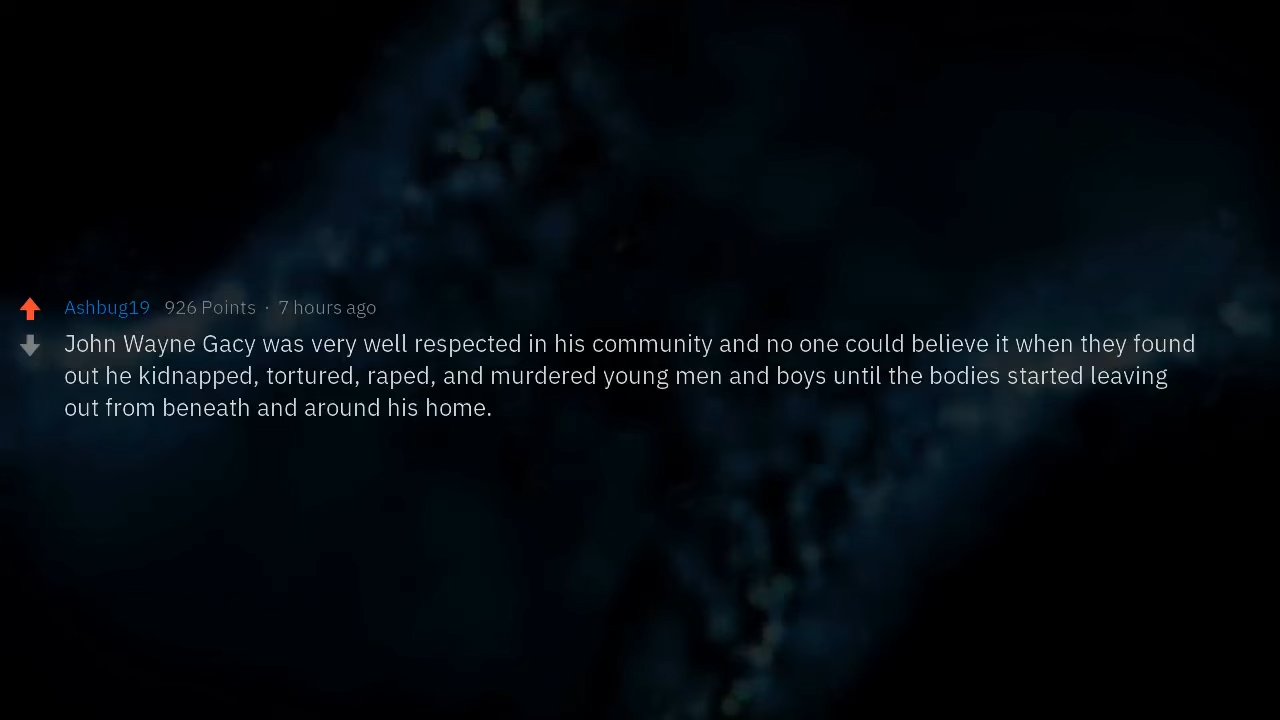 Ashbug19 926 Points · 7 hours ago
John Wayne Gacy was very well respected in his community and no one could believe it when they found
out he kidnapped, tortured, raped, and murdered young men and boys until the bodies started leaving
out from beneath and around his home.